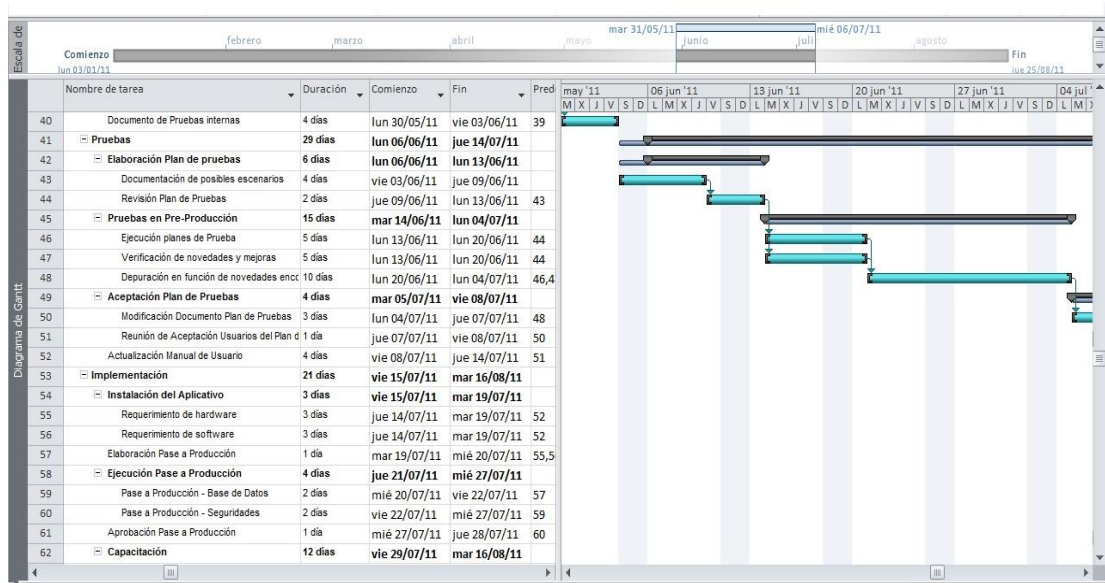 Escala de
mar 31/05/11 mié 06/07/11
febrero marzo abril mayo junio juli agosto
Comienzo Fin
lun 03/01/11 jue 25/08/11
Diagrama de Gantt
Nombre de tarea Duración Comienzo Fin Pred may '11 06 jun '11 13 jun '11 20 jun '11 27 jun '11 04 jul '
M X J V S D L M X J V S D L M X J V S D L M X J V S D L M X J V S D L M
40 Documento de Pruebas internas 4 días lun 30/05/11 vie 03/06/11 39
41 Pruebas 29 días lun 06/06/11 jue 14/07/11
42 Elaboración Plan de pruebas 6 días lun 06/06/11 lun 13/06/11
43 Documentación de posibles escenarios 4 días vie 03/06/11 jue 09/06/11
44 Revisión Plan de Pruebas 2 días jue 09/06/11 lun 13/06/11 43
45 Pruebas en Pre-Producción 15 días mar 14/06/11 lun 04/07/11
46 Ejecución planes de Prueba 5 días lun 13/06/11 lun 20/06/11 44
47 Verificación de novedades y mejoras 5 días lun 13/06/11 lun 20/06/11 44
48 Depuración en función de novedades enco 10 días lun 20/06/11 lun 04/07/11 46,4
49 Aceptación Plan de Pruebas 4 días mar 05/07/11 vie 08/07/11
50 Modificación Documento Plan de Pruebas 3 días lun 04/07/11 jue 07/07/11 48
51 Reunión de Aceptación Usuarios del Plan d 1 día jue 07/07/11 vie 08/07/11 50
52 Actualización Manual de Usuario 4 días vie 08/07/11 jue 14/07/11 51
53 Implementación 21 días vie 15/07/11 mar 16/08/11
54 Instalación del Aplicativo 3 días vie 15/07/11 mar 19/07/11
55 Requerimiento de hardware 3 días jue 14/07/11 mar 19/07/11 52
56 Requerimiento de software 3 días jue 14/07/11 mar 19/07/11 52
57 Elaboración Pase a Producción 1 día mar 19/07/11 mié 20/07/11 55,5
58 Ejecución Pase a Producción 4 días jue 21/07/11 mié 27/07/11
59 Pase a Producción - Base de Datos 2 días mié 20/07/11 vie 22/07/11 57
60 Pase a Producción - Seguridades 2 días vie 22/07/11 mié 27/07/11 59
61 Aprobación Pase a Producción 1 día mié 27/07/11 jue 28/07/11 60
62 Capacitación 12 días vie 29/07/11 mar 16/08/11